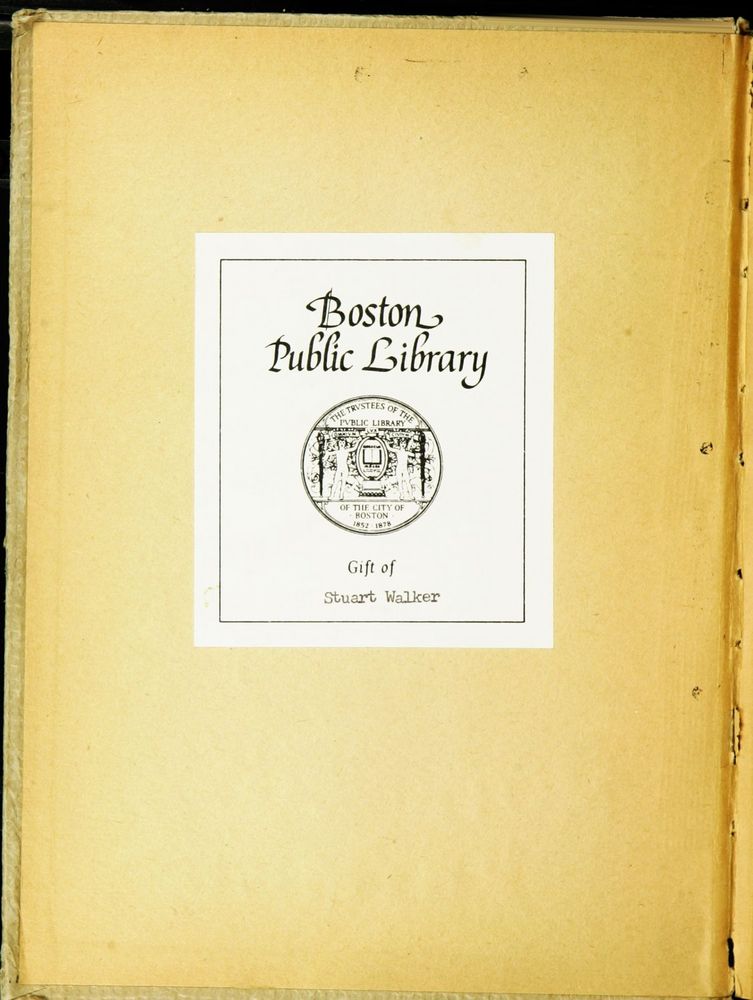 Boston
Public Library
THE TRVSTEES OF THE
PVBLIC LIBRARY
OF THE CITY OF
BOSTON
1852 · 1878
Gift of
Stuart Walker